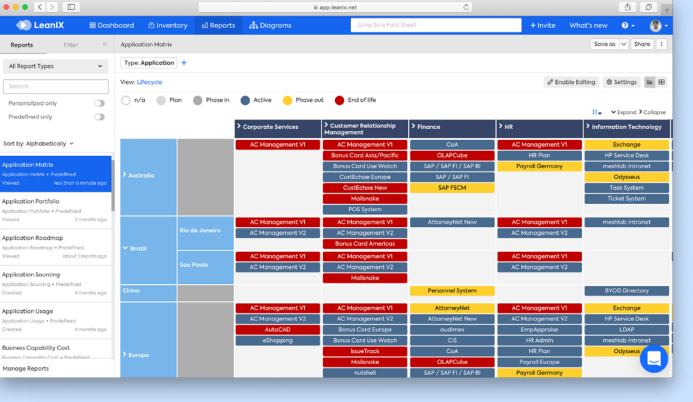 app.leanix.net
LeanIX
Dashboard
Inventory
Reports
Diagrams
Jump to a Fact Sheet
+ Invite
What's new
Reports
Filter
Application Matrix
Save as
Share
All Report Types
Type: Application +
Search
View: Lifecycle
Enable Editing
Settings
Personalized only
Predefined only
n/a
Plan
Phase in
Active
Phase out
End of life
Expand
Collapse
Sort by: Alphabetically
Corporate Services
Customer Relationship Management
Finance
HR
Information Technology
Application Matrix
Application Matrix • Predefined
Viewed less than a minute ago
Application Portfolio
Application Portfolio • Predefined
Viewed 3 months ago
Application Roadmap
Application Roadmap • Predefined
Viewed about 1 month ago
Application Sourcing
Application Sourcing • Predefined
Created 4 months ago
Application Usage
Application Usage • Predefined
Created 4 months ago
Business Capability Cost
Business Capability Cost • Predefined
Manage Reports
Australia
AC Management V1
AC Management V1
Bonus Card Asia/Pacific
Bonus Card Use Watch
CustEchoe Europe
CustEchoe New
Mailsnake
POS System
CoA
OLAPCube
SAP / SAP FI / SAP BI
SAP / SAP FI
SAP FSCM
AC Management V1
HR Plan
Payroll Germany
Exchange
HP Service Desk
meshlab Intranet
Odysseus
Task System
Ticket System
Brazil
Rio de Janeiro
AC Management V1
AC Management V2
AC Management V1
AC Management V2
Bonus Card Americas
AttorneyNet New
AC Management V1
AC Management V2
meshlab Intranet
Sao Paulo
AC Management V1
AC Management V2
AC Management V1
AC Management V2
Mailsnake
AC Management V1
AC Management V2
China
Personnel System
BYOD Directory
Europe
AC Management V1
AC Management V2
AutoCAD
eShopping
AC Management V1
AC Management V2
Bonus Card Europe
Bonus Card Use Watch
IssueTrack
Mailsnake
nutshell
AttorneyNet
AttorneyNet New
audimex
CIS
CoA
OLAPCube
SAP / SAP FI / SAP BI
AC Management V1
AC Management V2
EmpAppraise
HR Admin
HR Plan
Payroll Europe
Payroll Germany
Exchange
HP Service Desk
LDAP
meshlab Intranet
Odysseus